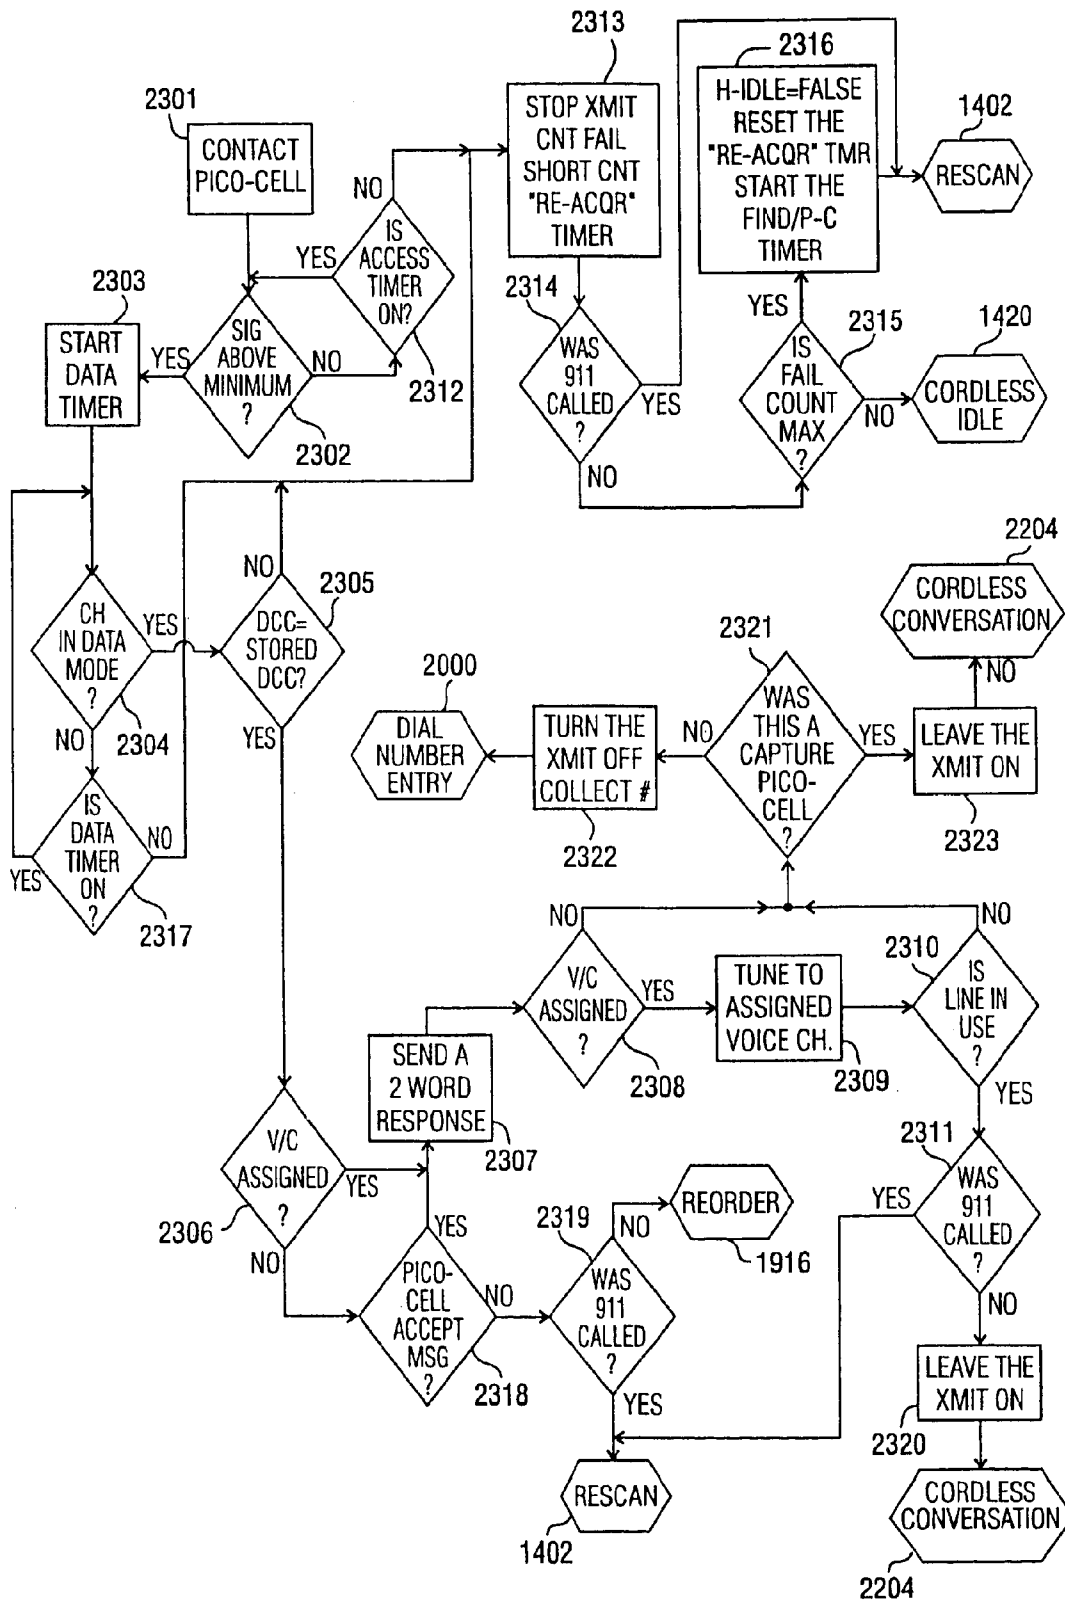 2301
CONTACT
PICO-CELL
2313
STOP XMIT
CNT FAIL
SHORT CNT
"RE-ACQR"
TIMER
2316
H-IDLE=FALSE
RESET THE
"RE-ACQR" TMR
START THE
FIND/P-C
TIMER
1402
RESCAN
NO
IS
ACCESS
TIMER
ON?
YES
2312
2303
START
DATA
TIMER
YES
SIG
ABOVE
MINIMUM
?
NO
2302
2314
WAS
911
CALLED
?
YES
NO
YES
2315
IS
FAIL
COUNT
MAX
?
NO
1420
CORDLESS
IDLE
CH
IN DATA
MODE
?
YES
NO
2304
NO
2305
DCC=
STORED
DCC?
YES
IS
DATA
TIMER
ON
?
NO
YES
2317
2000
DIAL
NUMBER
ENTRY
TURN THE
XMIT OFF
COLLECT #
2322
NO
2321
WAS
THIS A
CAPTURE
PICO-
CELL
?
YES
LEAVE THE
XMIT ON
2323
NO
2204
CORDLESS
CONVERSATION
NO
V/C
ASSIGNED
?
YES
2308
TUNE TO
ASSIGNED
VOICE CH.
2309
NO
2310
IS
LINE IN
USE
?
YES
SEND A
2 WORD
RESPONSE
2307
V/C
ASSIGNED
?
YES
2306
NO
YES
PICO-
CELL
ACCEPT
MSG
?
NO
2318
2319
WAS
911
CALLED
?
NO
YES
REORDER
1916
2311
YES
WAS
911
CALLED
?
NO
LEAVE THE
XMIT ON
2320
RESCAN
1402
CORDLESS
CONVERSATION
2204